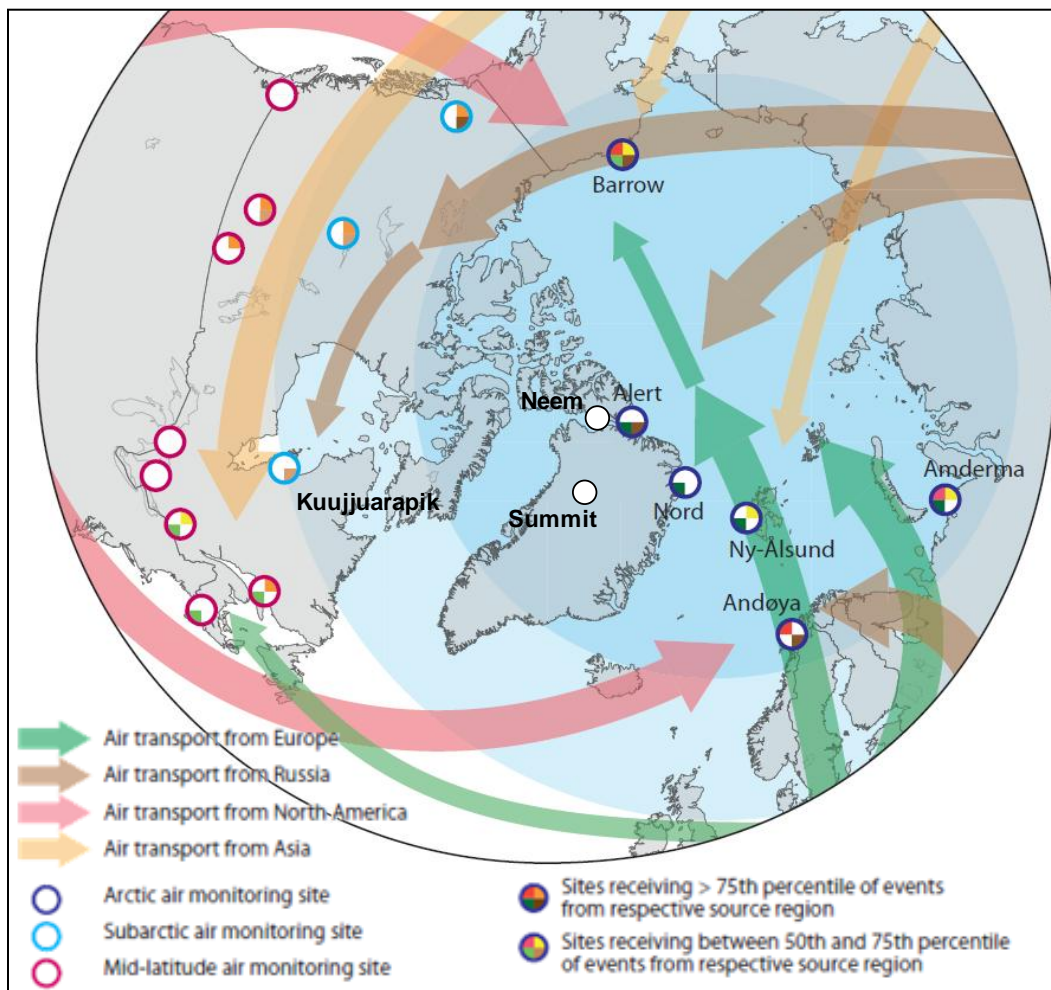 Barrow
Neem
Alert
Kuujjuarapik
Summit
Nord
Amderma
Ny-Ålsund
Andøya
Air transport from Europe
Air transport from Russia
Air transport from North-America
Air transport from Asia
Arctic air monitoring site
Subarctic air monitoring site
Mid-latitude air monitoring site
Sites receiving > 75th percentile of events
from respective source region
Sites receiving between 50th and 75th percentile
of events from respective source region